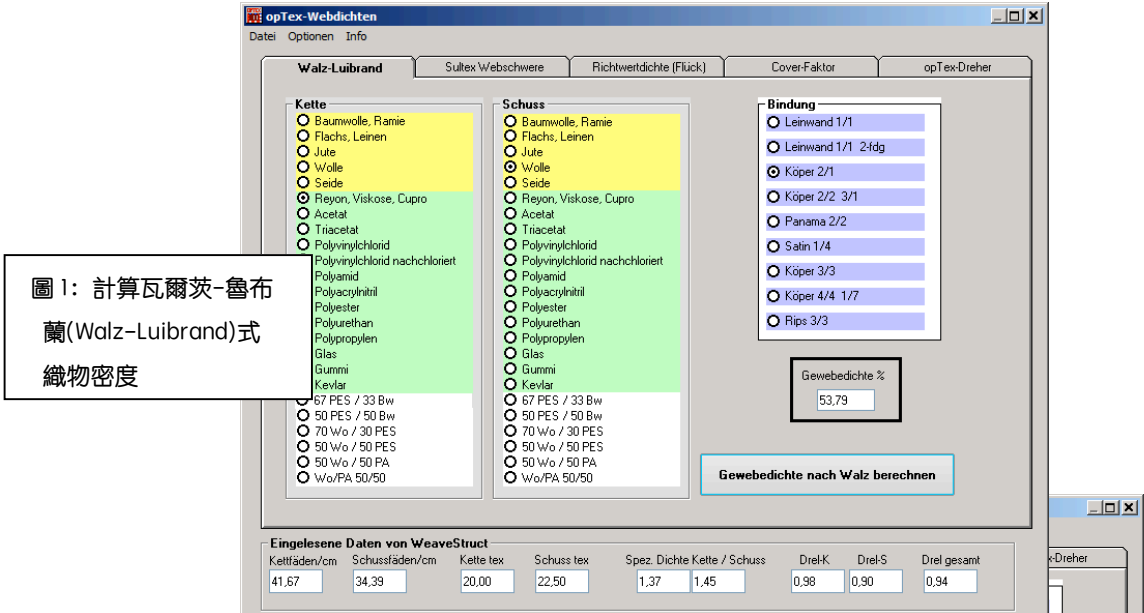 opTex-Webdichten
Datei Optionen Info
Walz-Luibrand
Sultex Webschwere
Richtwertdichte (Flück)
Cover-Faktor
opTex-Dreher
Kette
Baumwolle, Ramie
Flachs, Leinen
Jute
Wolle
Seide
Reyon, Viskose, Cupro
Acetat
Triacetat
Polyvinylchlorid
Polyvinylchlorid nachchloriert
Polyamid
Polyacrylnitril
Polyester
Polyurethan
Polypropylen
Glas
Gummi
Kevlar
67 PES / 33 Bw
50 PES / 50 Bw
70 Wo / 30 PES
50 Wo / 50 PES
50 Wo / 50 PA
Wo/PA 50/50
Schuss
Baumwolle, Ramie
Flachs, Leinen
Jute
Wolle
Seide
Reyon, Viskose, Cupro
Acetat
Triacetat
Polyvinylchlorid
Polyvinylchlorid nachchloriert
Polyamid
Polyacrylnitril
Polyester
Polyurethan
Polypropylen
Glas
Gummi
Kevlar
67 PES / 33 Bw
50 PES / 50 Bw
70 Wo / 30 PES
50 Wo / 50 PES
50 Wo / 50 PA
Wo/PA 50/50
Bindung
Leinwand 1/1
Leinwand 1/1 2-fdg
Köper 2/1
Köper 2/2 3/1
Panama 2/2
Satin 1/4
Köper 3/3
Köper 4/4 1/7
Rips 3/3
Gewebedichte %
53,79
Gewebedichte nach Walz berechnen
圖1: 計算瓦爾茨-魯布
蘭(Walz-Luibrand)式
織物密度
Eingelesene Daten von WeaveStruct
Kettfäden/cm Schussfäden/cm Kette tex Schuss tex Spez. Dichte Kette / Schuss Drel-K Drel-S Drel gesamt
41,67 34,39 20,00 22,50 1,37 1,45 0,98 0,90 0,94
x-Dreher